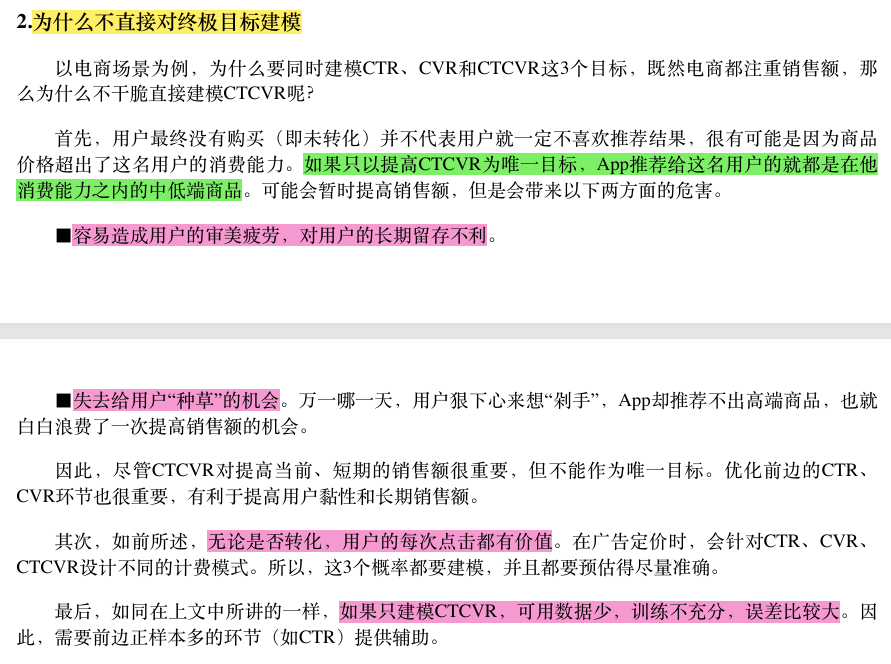 2.为什么不直接对终极目标建模
以电商场景为例，为什么要同时建模CTR、CVR和CTCVR这3个目标，既然电商都注重销售额，那
么为什么不干脆直接建模CTCVR呢?
首先，用户最终没有购买（即未转化）并不代表用户就一定不喜欢推荐结果，很有可能是因为商品
价格超出了这名用户的消费能力。如果只以提高CTCVR为唯一目标，App推荐给这名用户的就都是在他
消费能力之内的中低端商品。可能会暂时提高销售额，但是会带来以下两方面的危害。
■容易造成用户的审美疲劳，对用户的长期留存不利。
■失去给用户“种草”的机会。万一哪一天，用户狠下心来想“剁手”，App却推荐不出高端商品，也就
白白浪费了一次提高销售额的机会。
因此，尽管CTCVR对提高当前、短期的销售额很重要，但不能作为唯一目标。优化前边的CTR、
CVR环节也很重要，有利于提高用户黏性和长期销售额。
其次，如前所述，无论是否转化，用户的每次点击都有价值。在广告定价时，会针对CTR、CVR、
CTCVR设计不同的计费模式。所以，这3个概率都要建模，并且都要预估得尽量准确。
最后，如同在上文中所讲的一样，如果只建模CTCVR，可用数据少，训练不充分，误差比较大。因
此，需要前边正样本多的环节（如CTR）提供辅助。